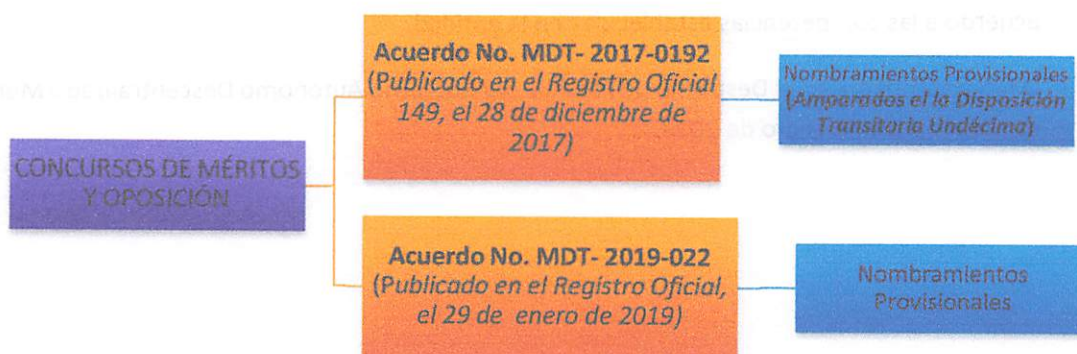 CONCURSOS DE MÉRITOS
Y OPOSICIÓN
Acuerdo No. MDT- 2017-0192
(Publicado en el Registro Oficial
149, el 28 de diciembre de
2017)
Nombramientos Provisionales
(Amparados el la Disposición
Transitoria Undécima)
Acuerdo No. MDT- 2019-022
(Publicado en el Registro Oficial,
el 29 de enero de 2019)
Nombramientos
Provisionales